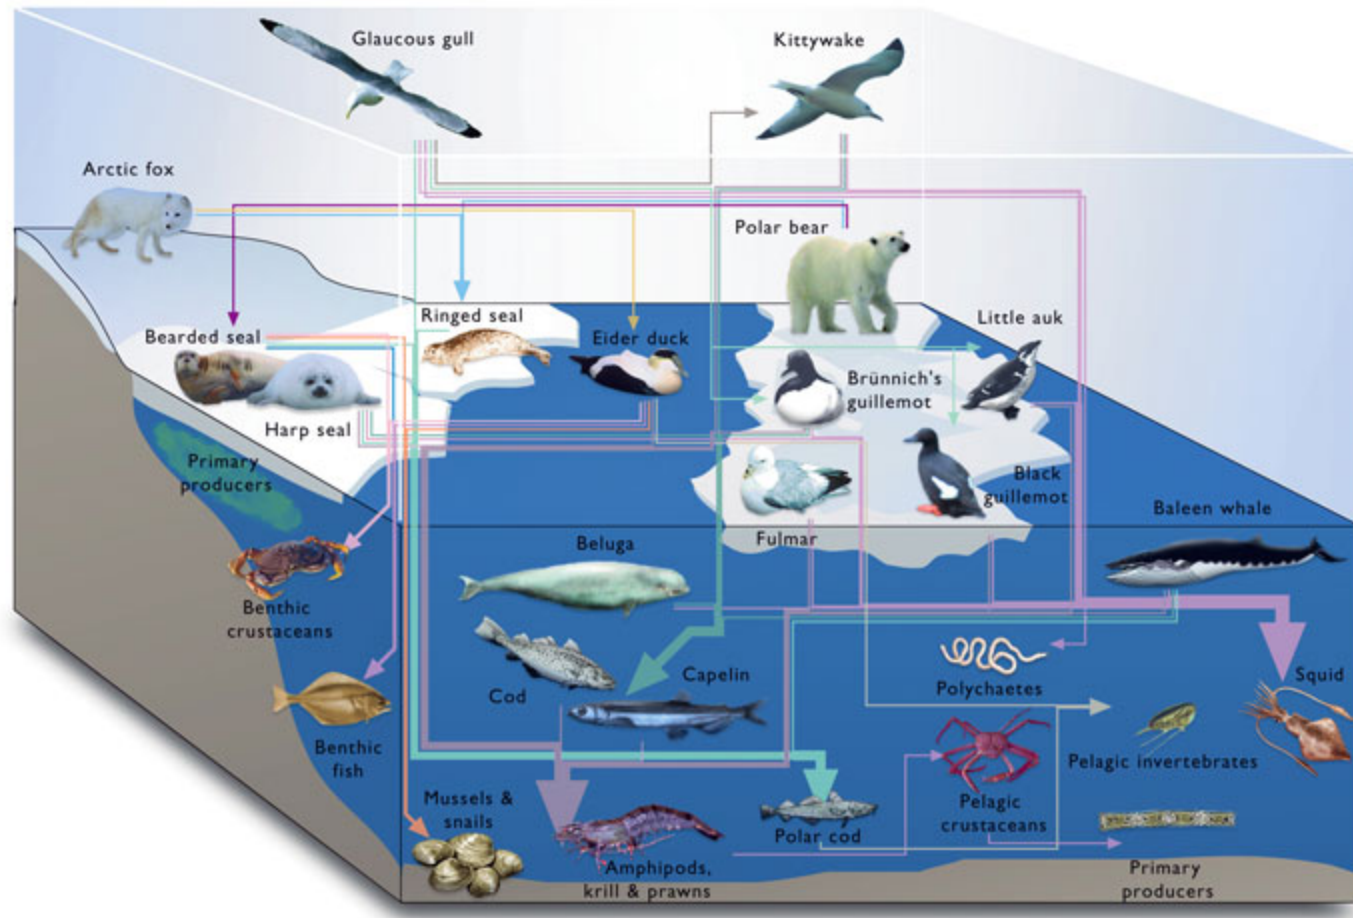 Glaucous gull
Kittywake
Arctic fox
Polar bear
Ringed seal
Little auk
Bearded seal
Eider duck
Brünnich's
guillemot
Harp seal
Primary
producers
Black
guillemot
Baleen whale
Fulmar
Beluga
Benthic
crustaceans
Cod
Capelin
Polychaetes
Squid
Benthic
fish
Pelagic invertebrates
Mussels &
snails
Pelagic
crustaceans
Polar cod
Amphipods,
krill & prawns
Primary
producers